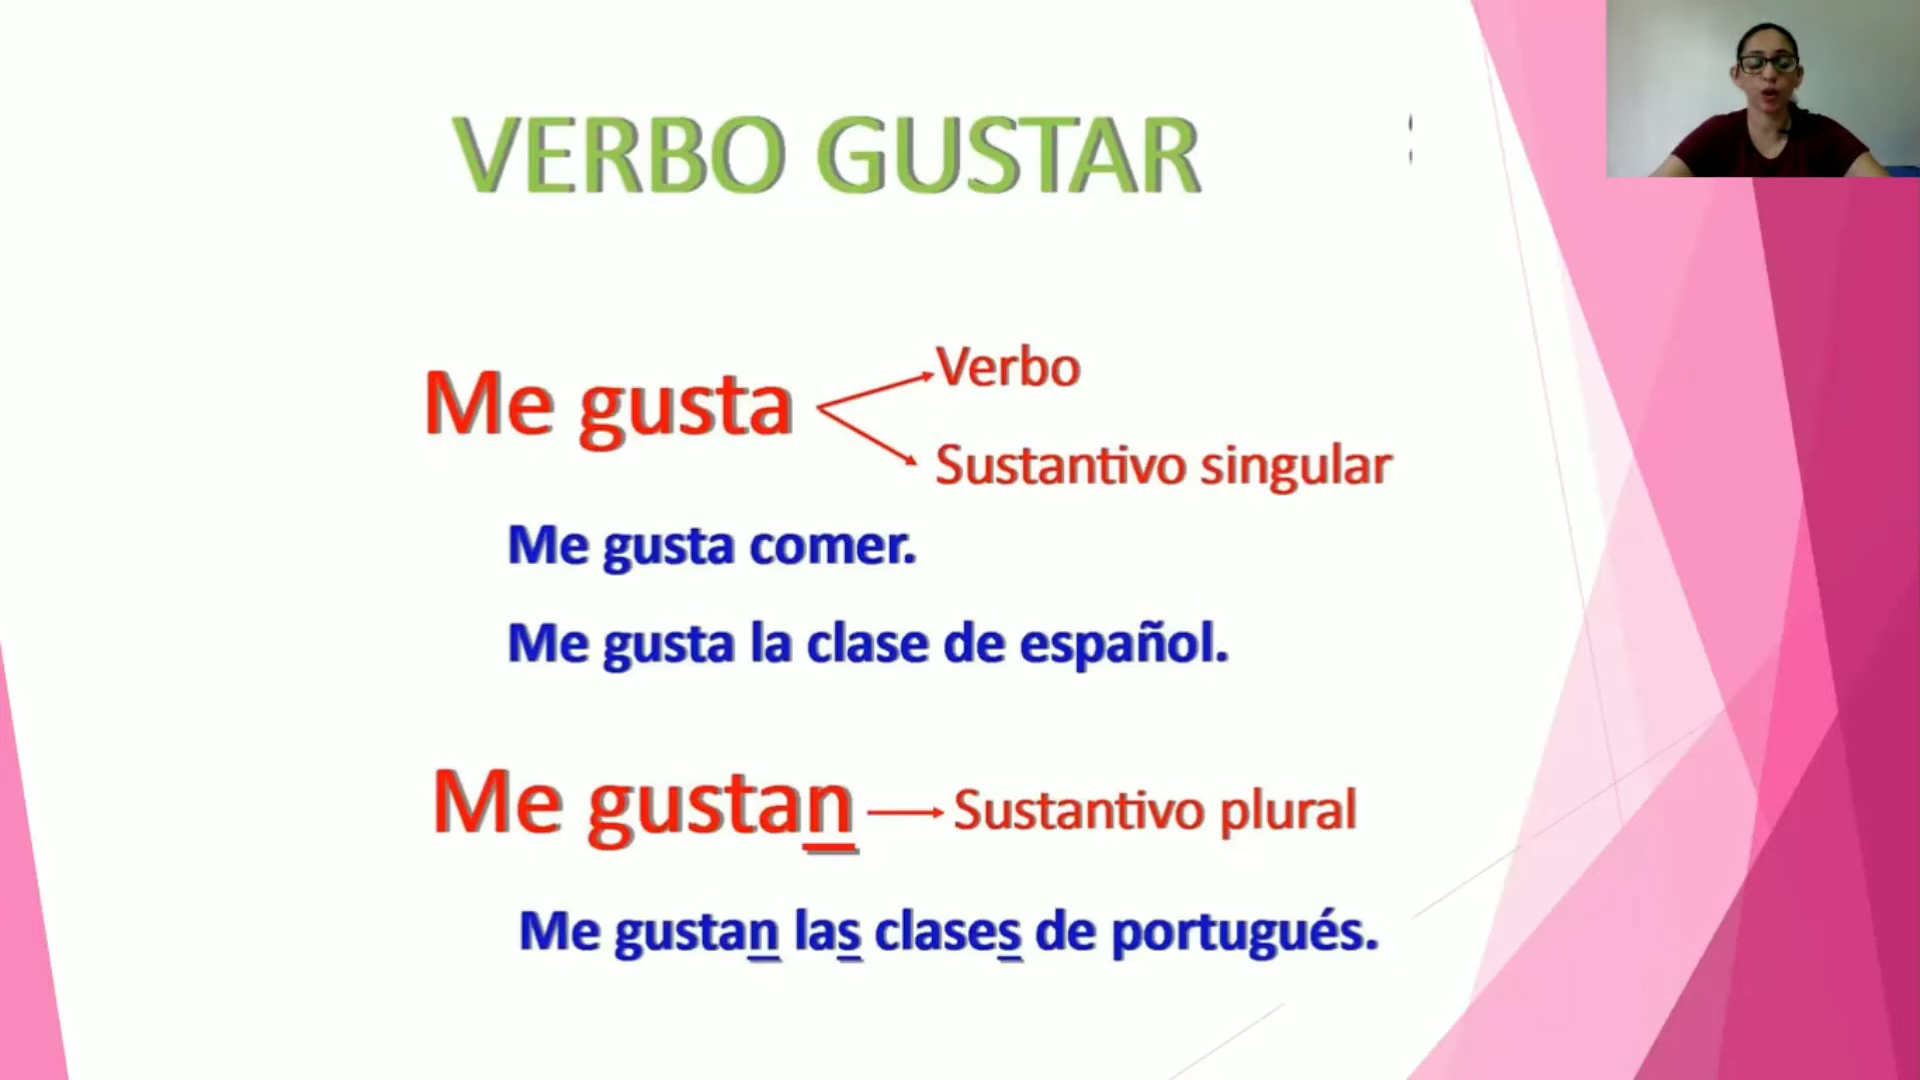 VERBO GUSTAR
Me gusta
Verbo
Sustantivo singular
Me gusta comer.
Me gusta la clase de español.
Me gustan
Sustantivo plural
Me gustan las clases de portugués.